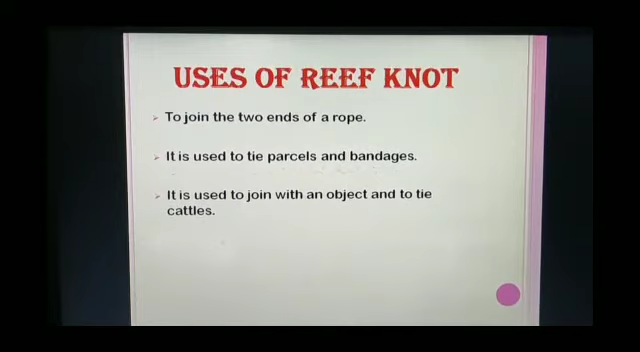 USES OF REEF KNOT
To join the two ends of a rope.
It is used to tie parcels and bandages.
It is used to join with an object and to tie
cattles.